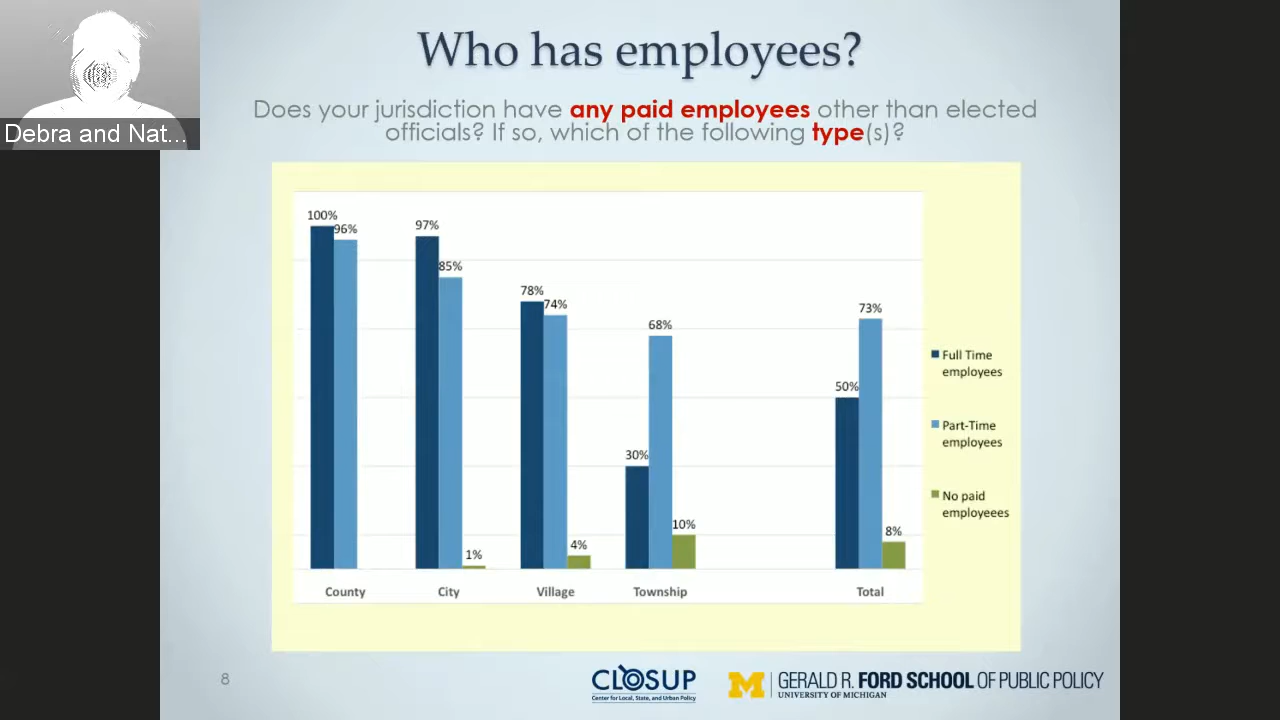 Debra and Nat...
Who has employees?
Does your jurisdiction have any paid employees other than elected
officials? If so, which of the following type(s)?
100%
96%
97%
85%
1%
78%
74%
4%
30%
68%
10%
50%
73%
8%
County
City
Village
Township
Total
Full Time
employees
Part-Time
employees
No paid
employeees
8
CLOSUP
Center for Local, State, and Urban Policy
M
GERALD R. FORD SCHOOL OF PUBLIC POLICY
UNIVERSITY OF MICHIGAN